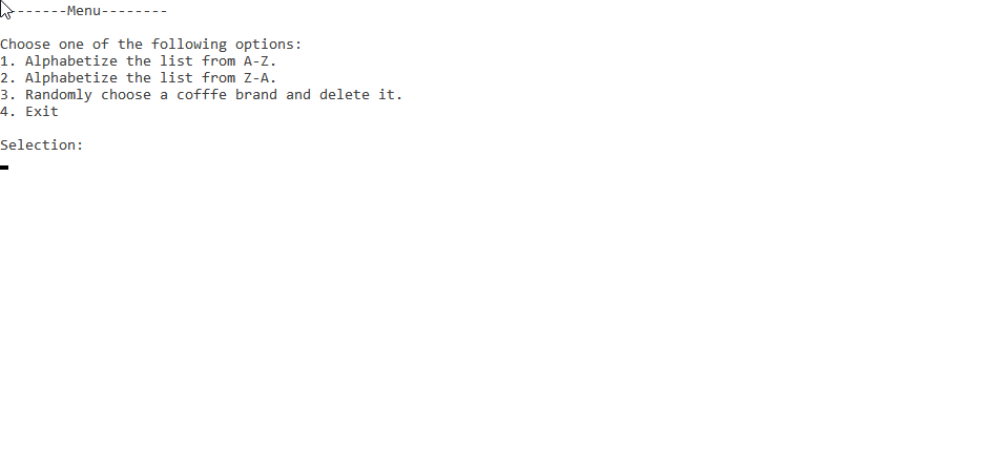 -------Menu--------
Choose one of the following options:
1. Alphabetize the list from A-Z.
2. Alphabetize the list from Z-A.
3. Randomly choose a cofffe brand and delete it.
4. Exit
Selection: